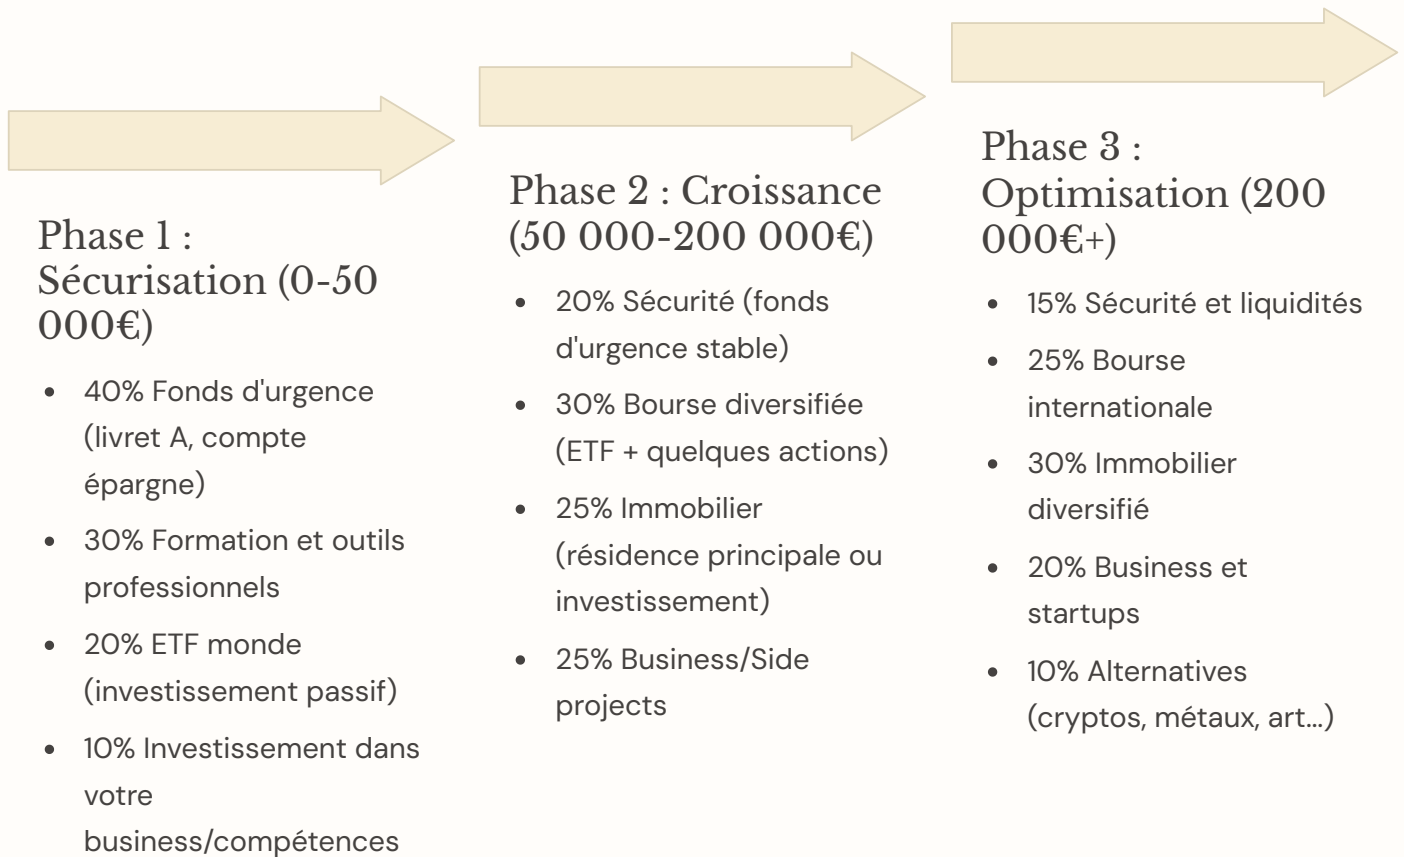 Phase 1 :
Sécurisation (0-50
000€)
• 40% Fonds d'urgence
(livret A, compte
épargne)
• 30% Formation et outils
professionnels
• 20% ETF monde
(investissement passif)
• 10% Investissement dans
votre
business/compétences
Phase 2 : Croissance
(50 000-200 000€)
• 20% Sécurité (fonds
d'urgence stable)
• 30% Bourse diversifiée
(ETF + quelques actions)
• 25% Immobilier
(résidence principale ou
investissement)
• 25% Business/Side
projects
Phase 3 :
Optimisation (200
000€+)
• 15% Sécurité et liquidités
• 25% Bourse
internationale
• 30% Immobilier
diversifié
• 20% Business et
startups
• 10% Alternatives
(cryptos, métaux, art...)